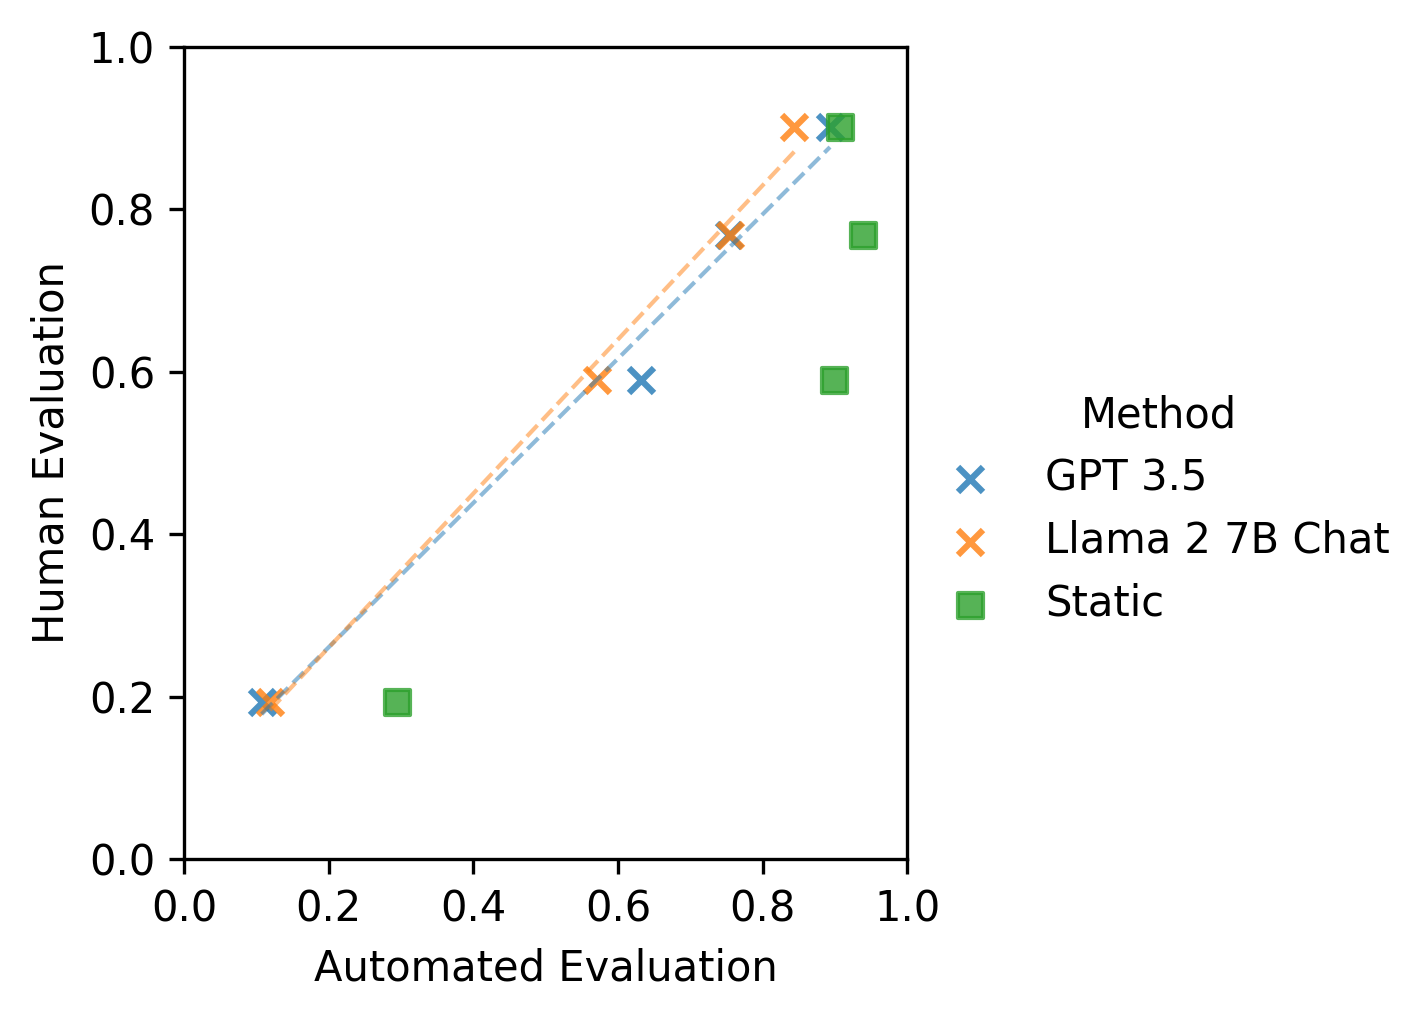 1.0
0.8
0.6
0.4
0.2
0.0
Human Evaluation
0.0 0.2 0.4 0.6 0.8 1.0
Automated Evaluation
Method
GPT 3.5
Llama 2 7B Chat
Static